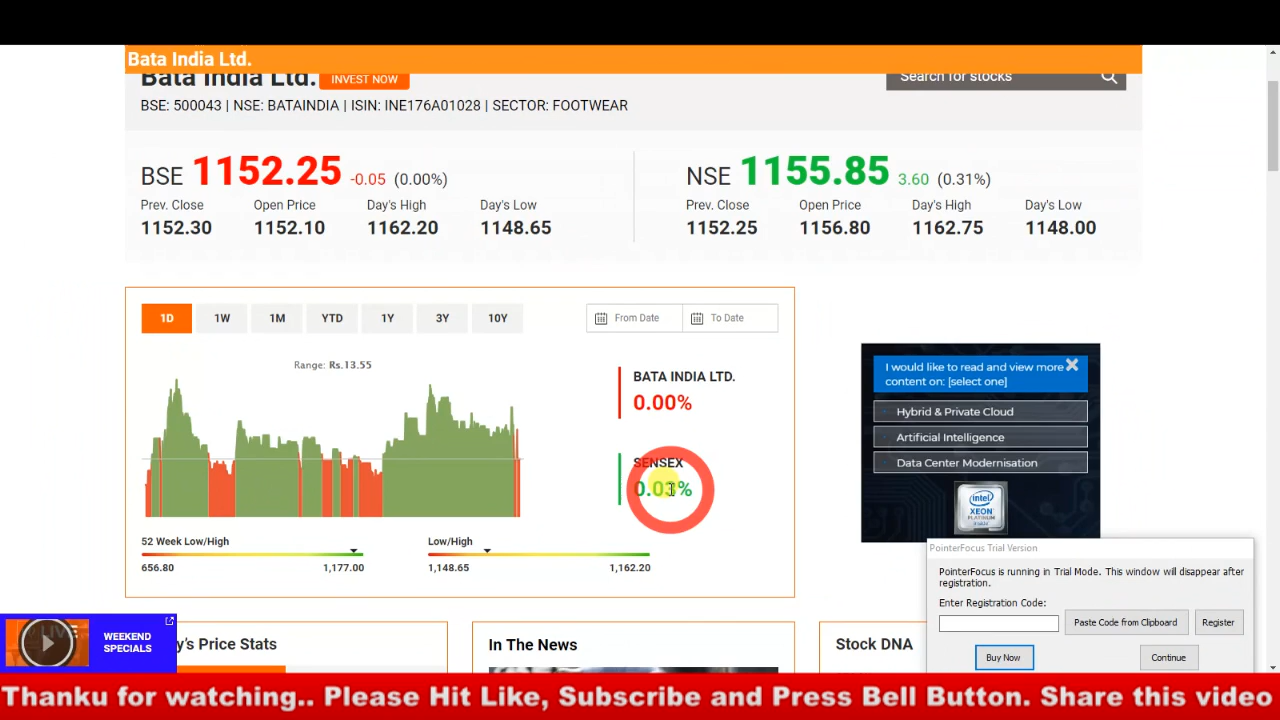 Bata India Ltd.
Bata India Ltd. INVEST NOW
Search for stocks
BSE: 500043 | NSE: BATAINDIA | ISIN: INE176A01028 | SECTOR: FOOTWEAR
BSE 1152.25 -0.05 (0.00%)
Prev. Close Open Price Day's High Day's Low
1152.30 1152.10 1162.20 1148.65
NSE 1155.85 3.60 (0.31%)
Prev. Close Open Price Day's High Day's Low
1152.25 1156.80 1162.75 1148.00
1D 1W 1M YTD 1Y 3Y 10Y
From Date To Date
Range: Rs.13.55
BATA INDIA LTD.
0.00%
SENSEX
0.03%
52 Week Low/High
656.80 1,177.00
Low/High
1,148.65 1,162.20
I would like to read and view more
content on: [select one]
Hybrid & Private Cloud
Artificial Intelligence
Data Center Modernisation
intel
XEON
PLATINUM
inside
PointerFocus Trial Version
PointerFocus is running in Trial Mode. This window will disappear after
registration.
Enter Registration Code:
Paste Code from Clipboard Register
Buy Now Continue
LIVE
WEEKEND
SPECIALS
y's Price Stats
In The News
Stock DNA
Thanku for watching.. Please Hit Like, Subscribe and Press Bell Button. Share this video